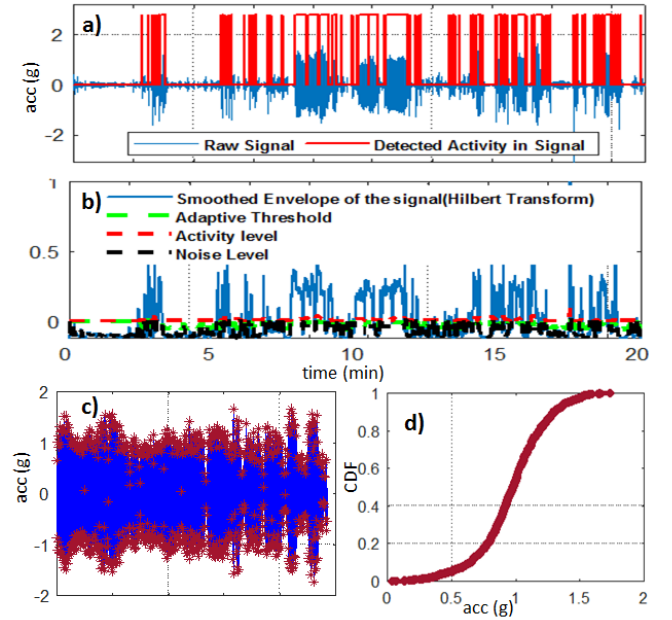 a)
acc (g)
2
0
-2
Raw Signal Detected Activity in Signal
b)
1
0.5
0
Smoothed Envelope of the signal(Hilbert Transform)
Adaptive Threshold
Activity level
Noise Level
0 5 10 15 20
time (min)
c)
acc (g)
2
1
0
-1
-2
d)
CDF
1
0.8
0.6
0.4
0.2
0
0 0.5 1 1.5 2
acc (g)